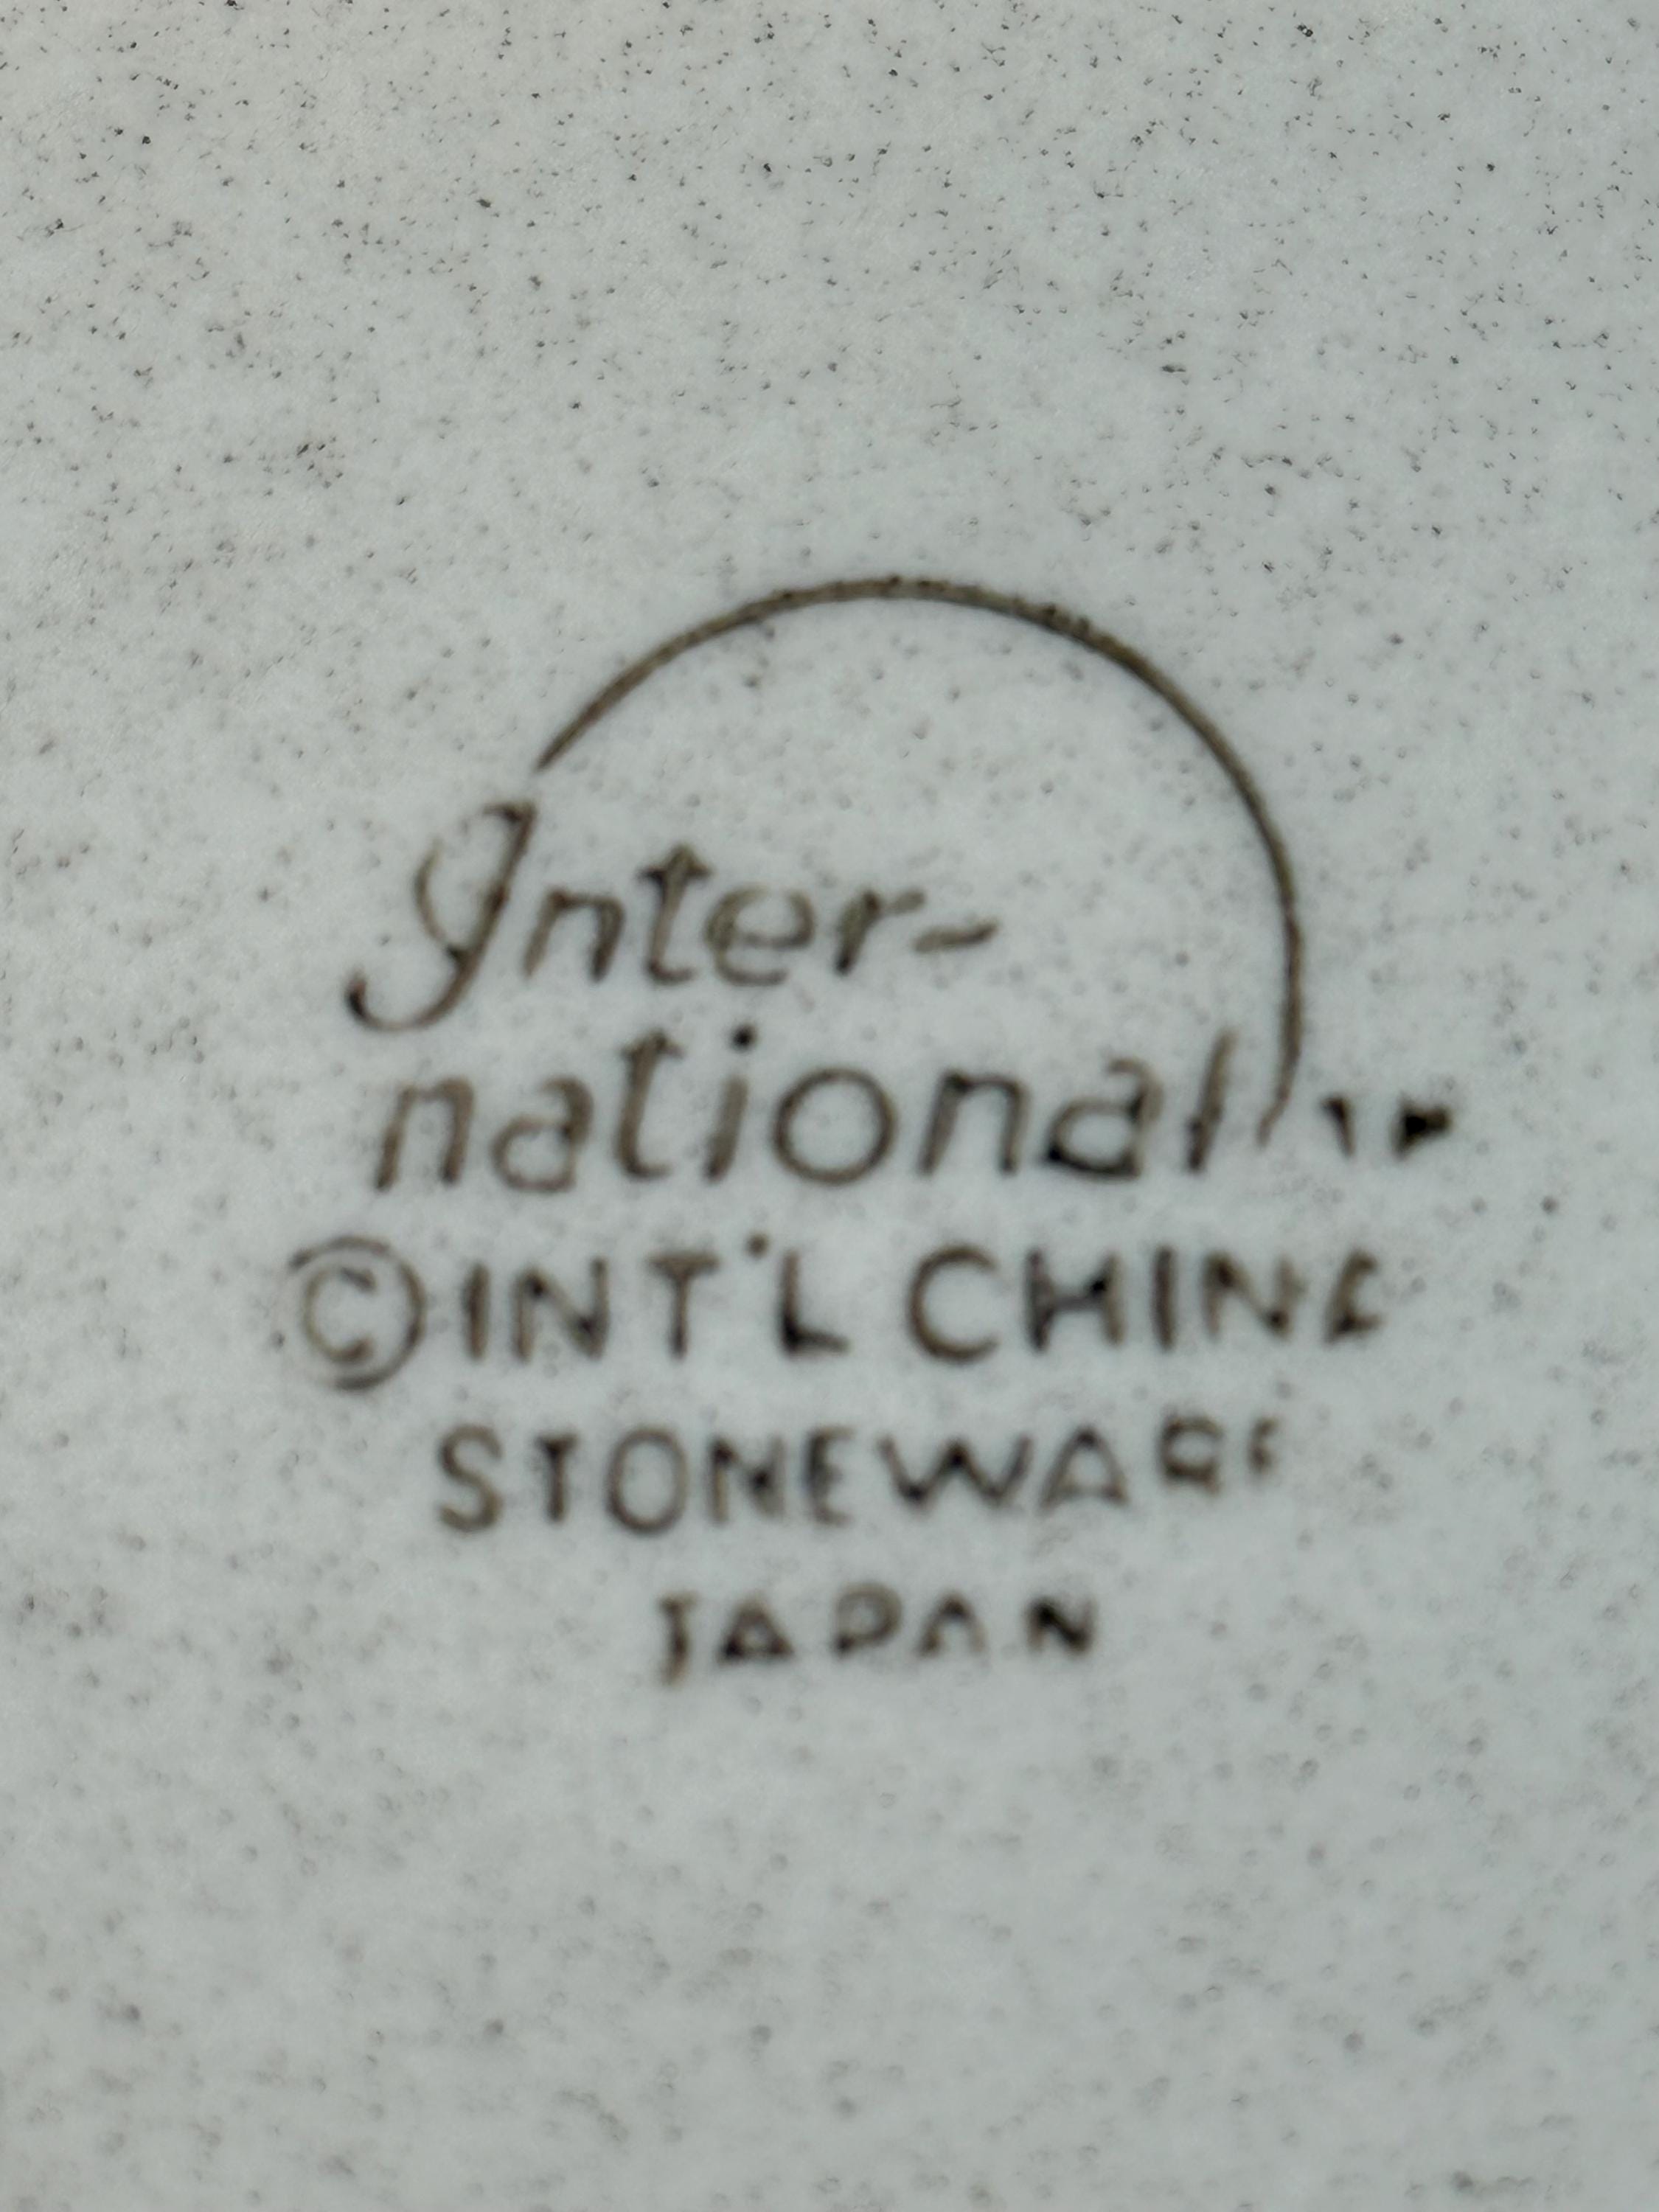 Inter-
national
©INT'L CHINA
STONEWARE
JAPAN